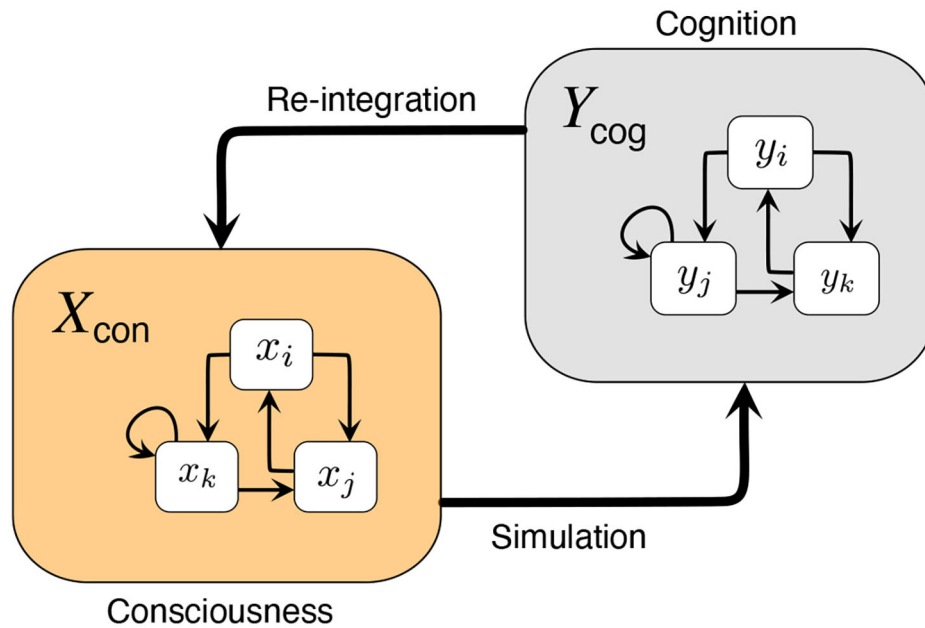 Cognition
Re-integration
Y_cog
y_i
y_j
y_k
X_con
x_i
x_k
x_j
Simulation
Consciousness